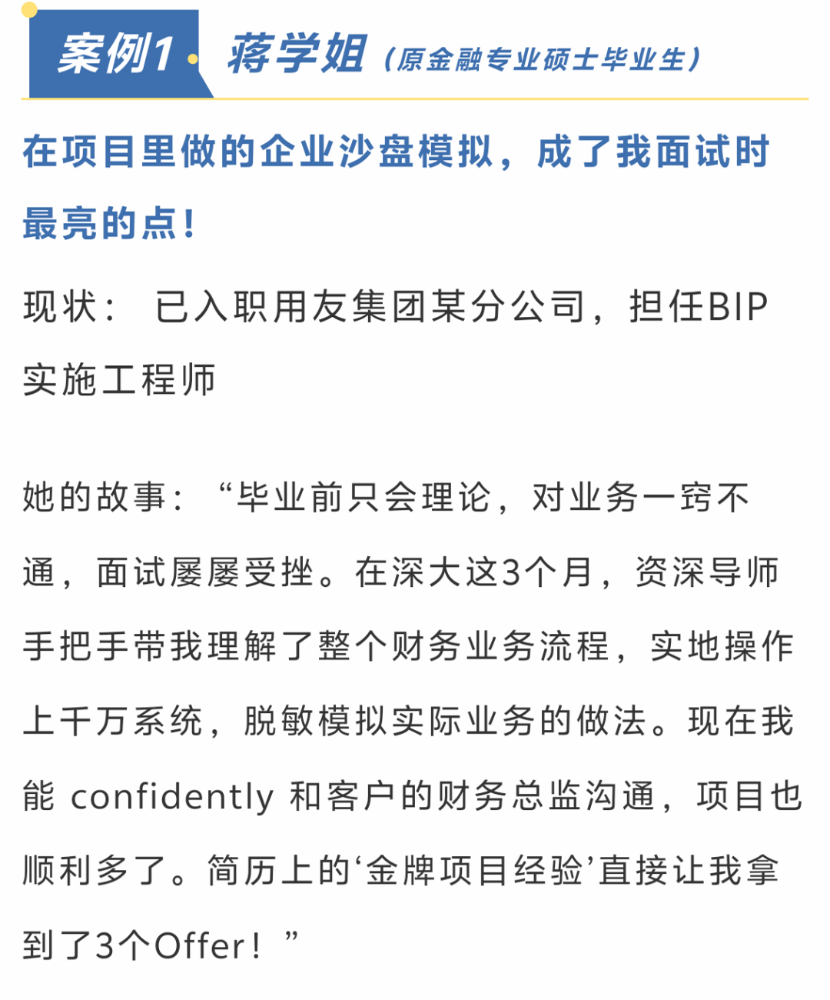 案例1 蒋学姐（原金融专业硕士毕业生）
在项目里做的企业沙盘模拟，成了我面试时
最亮的点！
现状： 已入职用友集团某分公司，担任BIP
实施工程师
她的故事：“毕业前只会理论，对业务一窍不
通，面试屡屡受挫。在深大这3个月，资深导师
手把手带我理解了整个财务业务流程，实地操作
上千万系统，脱敏模拟实际业务的做法。现在我
能 confidently 和客户的财务总监沟通，项目也
顺利多了。简历上的‘金牌项目经验’直接让我拿
到了3个Offer！”